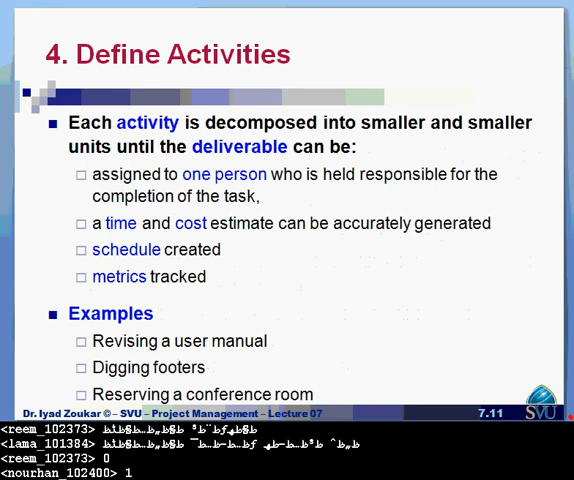 4. Define Activities
Each activity is decomposed into smaller and smaller
units until the deliverable can be:
assigned to one person who is held responsible for the
completion of the task,
a time and cost estimate can be accurately generated
schedule created
metrics tracked
Examples
Revising a user manual
Digging footers
Reserving a conference room
Dr. Iyad Zoukar © – SVU – Project Management – Lecture 07
7.11
SVU
<reem_102373>
<lama_101384>
<reem_102373> 0
<nourhan_102400> 1